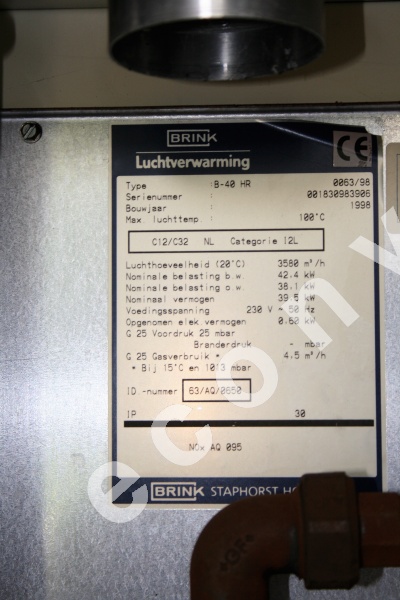 BRINK
Luchtverwarming
CE
Type :B-40 HR 0063/98
Serienummer : 001830983906
Bouwjaar : 1998
Max. luchttemp. : 100°C
C12/C32 NL Categorie I2L
Luchthoeveelheid (20°C) 3580 m³/h
Nominale belasting b.w. 42.4 kW
Nominale belasting o.w. 38.1 kW
Nominaal vermogen 39.5 kW
Voedingsspanning 230 V ~ 50 Hz
Opgenomen elek vermogen 0.60 kW
G 25 Voordruk 25 mbar
Branderdruk - mbar
G 25 Gasverbruik * 4.5 m³/h
* Bij 15°C en 1013 mbar
ID -nummer 63/AQ/0650
IP 30
NOx AQ 095
BRINK STAPHORST
econv